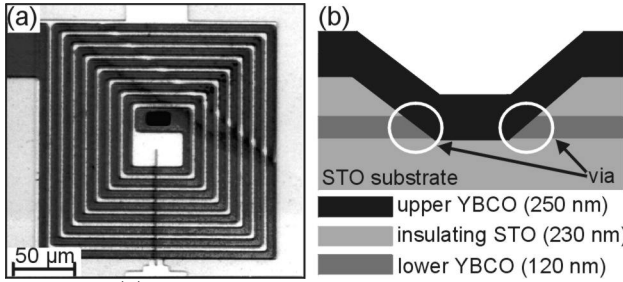 (a)
50 µm
(b)
STO substrate
via
upper YBCO (250 nm)
insulating STO (230 nm)
lower YBCO (120 nm)